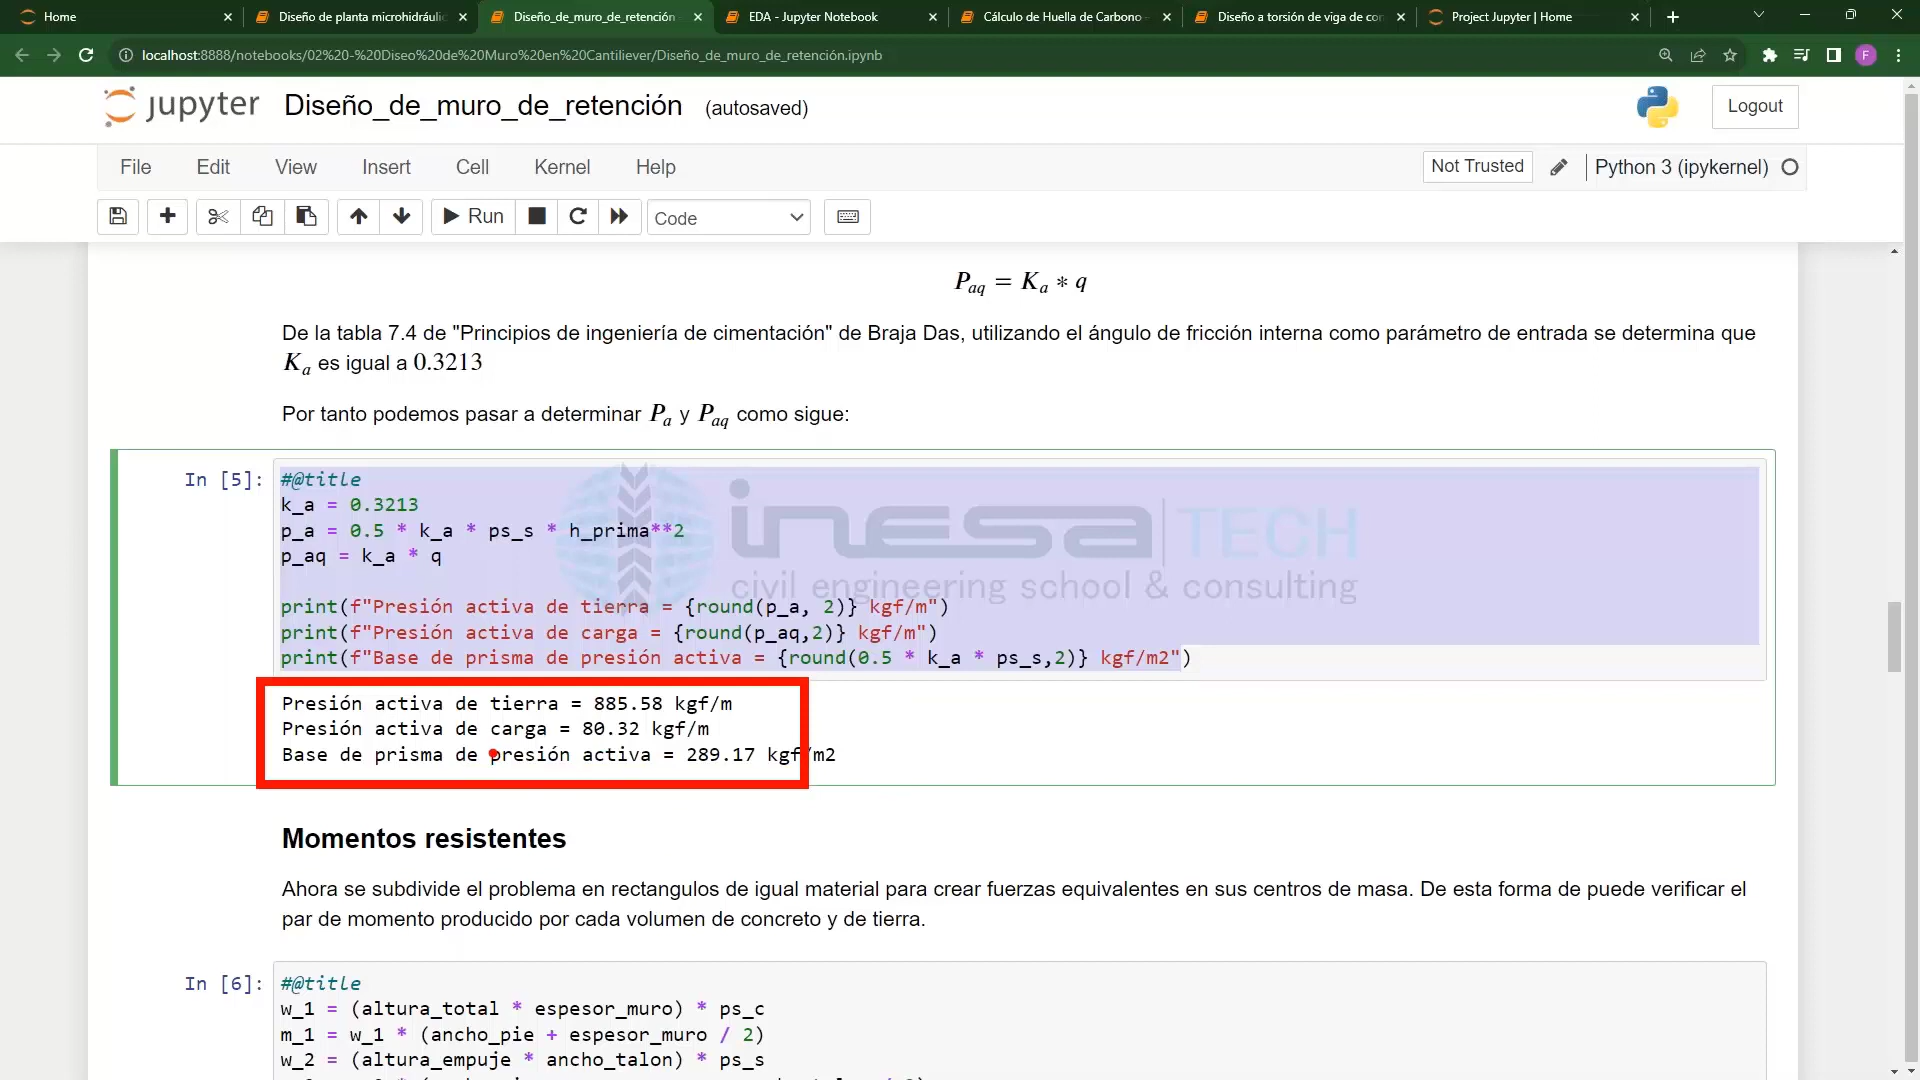 Home
Diseño de planta microhidráulic
Diseño_de_muro_de_retención
EDA - Jupyter Notebook
Cálculo de Huella de Carbono
Diseño a torsión de viga de con
Project Jupyter | Home
localhost:8888/notebooks/02%20-%20Diseo%20de%20Muro%20en%20Cantiliever/Diseño_de_muro_de_retención.ipynb
F
jupyter Diseño_de_muro_de_retención (autosaved)
Logout
File Edit View Insert Cell Kernel Help
Not Trusted
Python 3 (ipykernel)
Run
Code
P_aq = K_a * q
De la tabla 7.4 de "Principios de ingeniería de cimentación" de Braja Das, utilizando el ángulo de fricción interna como parámetro de entrada se determina que
K_a es igual a 0.3213
Por tanto podemos pasar a determinar P_a y P_aq como sigue:
In [5]:
#@title
k_a = 0.3213
p_a = 0.5 * k_a * ps_s * h_prima**2
p_aq = k_a * q
inesa TECH
civil engineering school & consulting
print(f"Presión activa de tierra = {round(p_a, 2)} kgf/m")
print(f"Presión activa de carga = {round(p_aq,2)} kgf/m")
print(f"Base de prisma de presión activa = {round(0.5 * k_a * ps_s,2)} kgf/m2")
Presión activa de tierra = 885.58 kgf/m
Presión activa de carga = 80.32 kgf/m
Base de prisma de presión activa = 289.17 kgf/m2
Momentos resistentes
Ahora se subdivide el problema en rectangulos de igual material para crear fuerzas equivalentes en sus centros de masa. De esta forma de puede verificar el
par de momento producido por cada volumen de concreto y de tierra.
In [6]:
#@title
w_1 = (altura_total * espesor_muro) * ps_c
m_1 = w_1 * (ancho_pie + espesor_muro / 2)
w_2 = (altura_empuje * ancho_talon) * ps_s